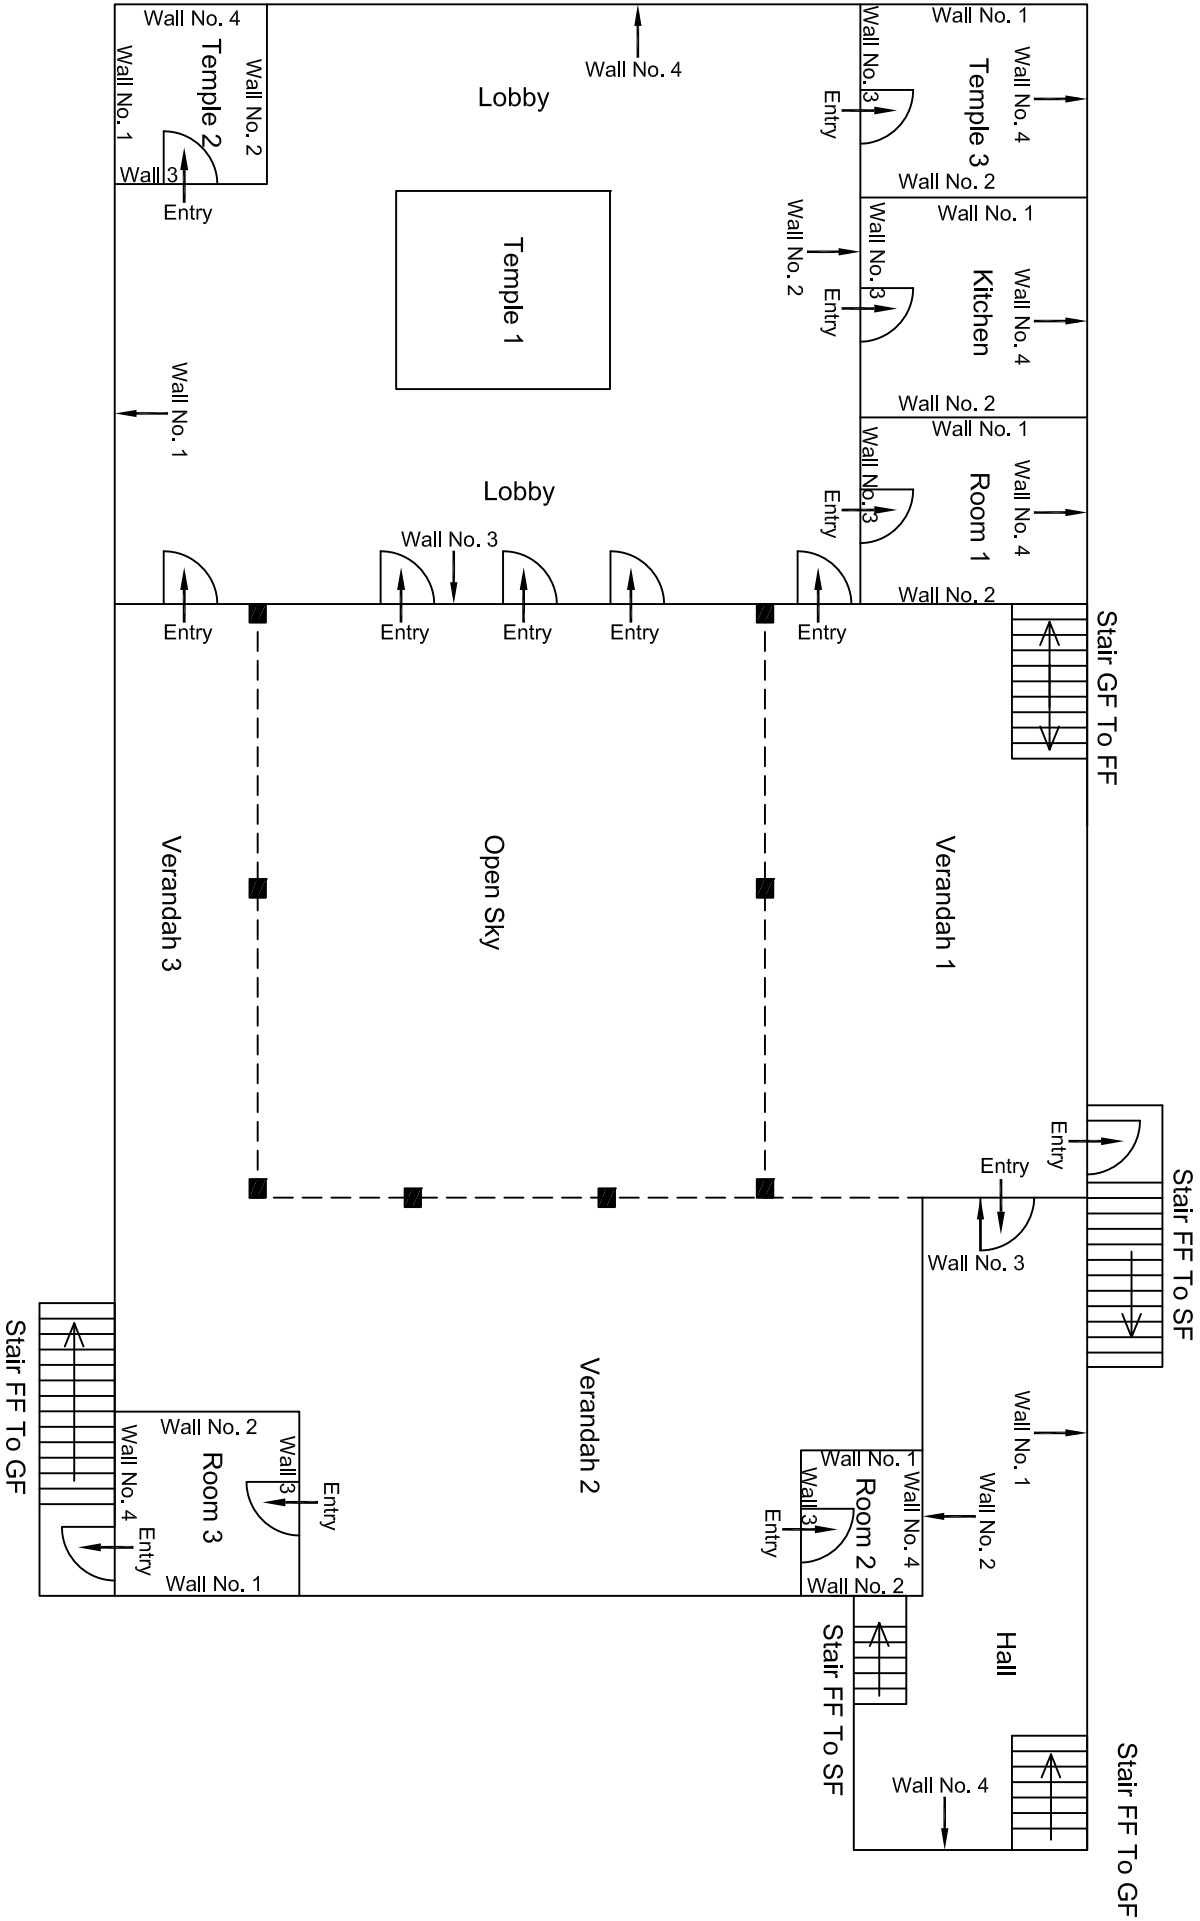 Wall No. 4
Temple 2
Wall No. 1
Wall No. 2
Wall 3
Entry
Wall No. 4
Lobby
Temple 1
Wall No. 1
Lobby
Wall No. 3
Wall No. 2
Wall No. 1
Wall No. 3
Temple 3
Wall No. 4
Entry
Wall No. 2
Wall No. 1
Wall No. 3
Kitchen
Wall No. 4
Entry
Wall No. 2
Wall No. 1
Wall No. 3
Room 1
Wall No. 4
Entry
Wall No. 2
Entry
Entry
Entry
Entry
Entry
Stair GF To FF
Verandah 3
Open Sky
Verandah 1
Entry
Entry
Stair FF To SF
Wall No. 3
Wall No. 1
Wall No. 2
Hall
Verandah 2
Stair FF To GF
Wall No. 2
Wall 3
Room 3
Wall No. 4
Entry
Entry
Wall No. 1
Wall No. 1
Wall 3
Room 2
Wall No. 4
Entry
Wall No. 2
Stair FF To SF
Wall No. 4
Stair FF To GF